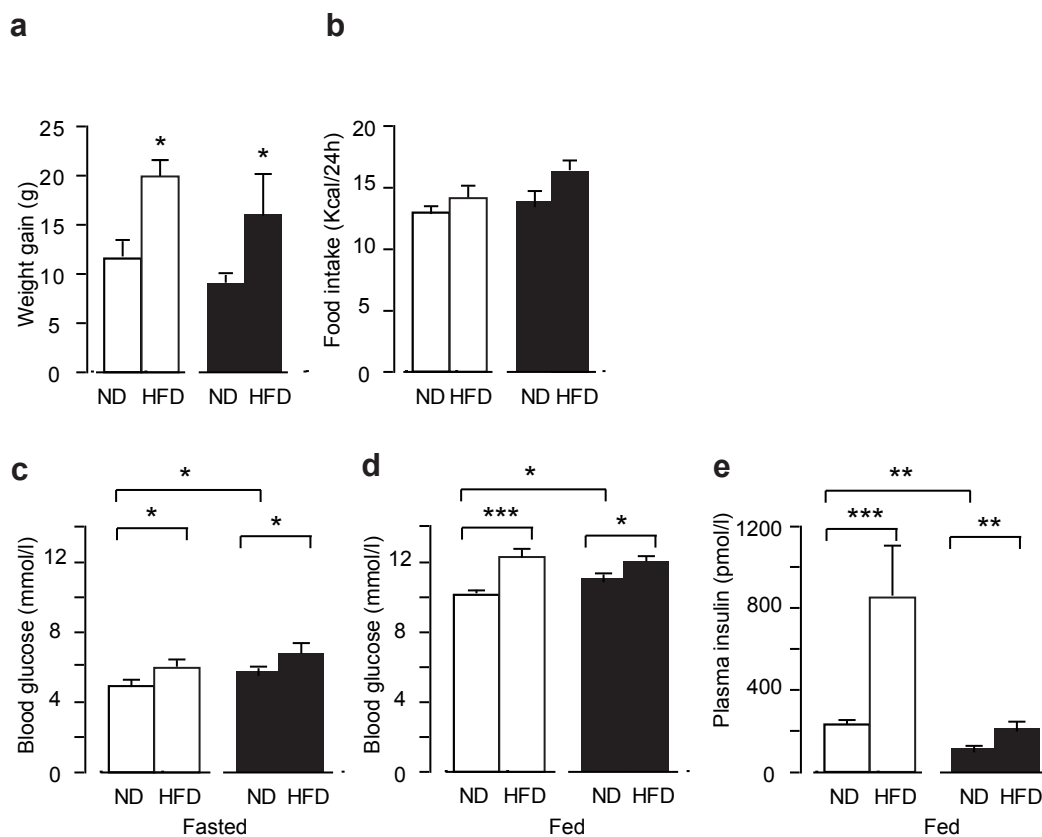 a
b
Weight gain (g)
25
20
15
10
5
0
*
*
ND HFD
ND HFD
Food intake (Kcal/24h)
20
15
10
5
0
ND HFD
ND HFD
c
Blood glucose (mmol/l)
12
8
4
0
*
*
*
ND HFD
ND HFD
Fasted
d
Blood glucose (mmol/l)
12
8
4
0
*
***
*
ND HFD
ND HFD
Fed
e
Plasma insulin (pmol/l)
1200
800
400
0
**
***
**
ND HFD
ND HFD
Fed